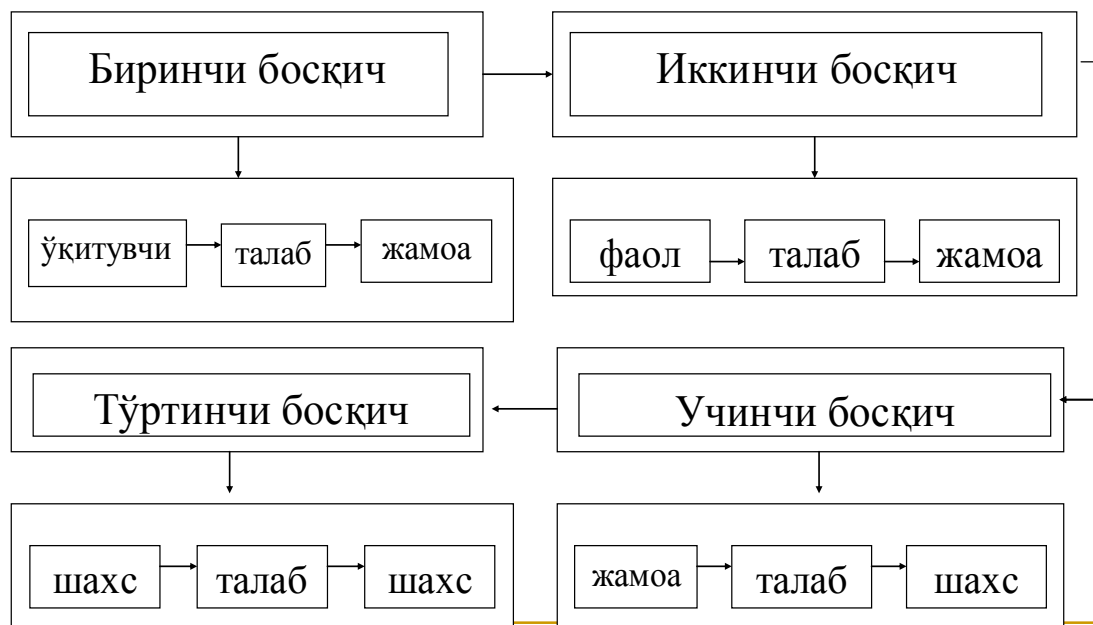 Биринчи босқич
Иккинчи босқич
ўқитувчи талаб жамоа
фаол талаб жамоа
Тўртинчи босқич
Учинчи босқич
шахс талаб шахс
жамоа талаб шахс